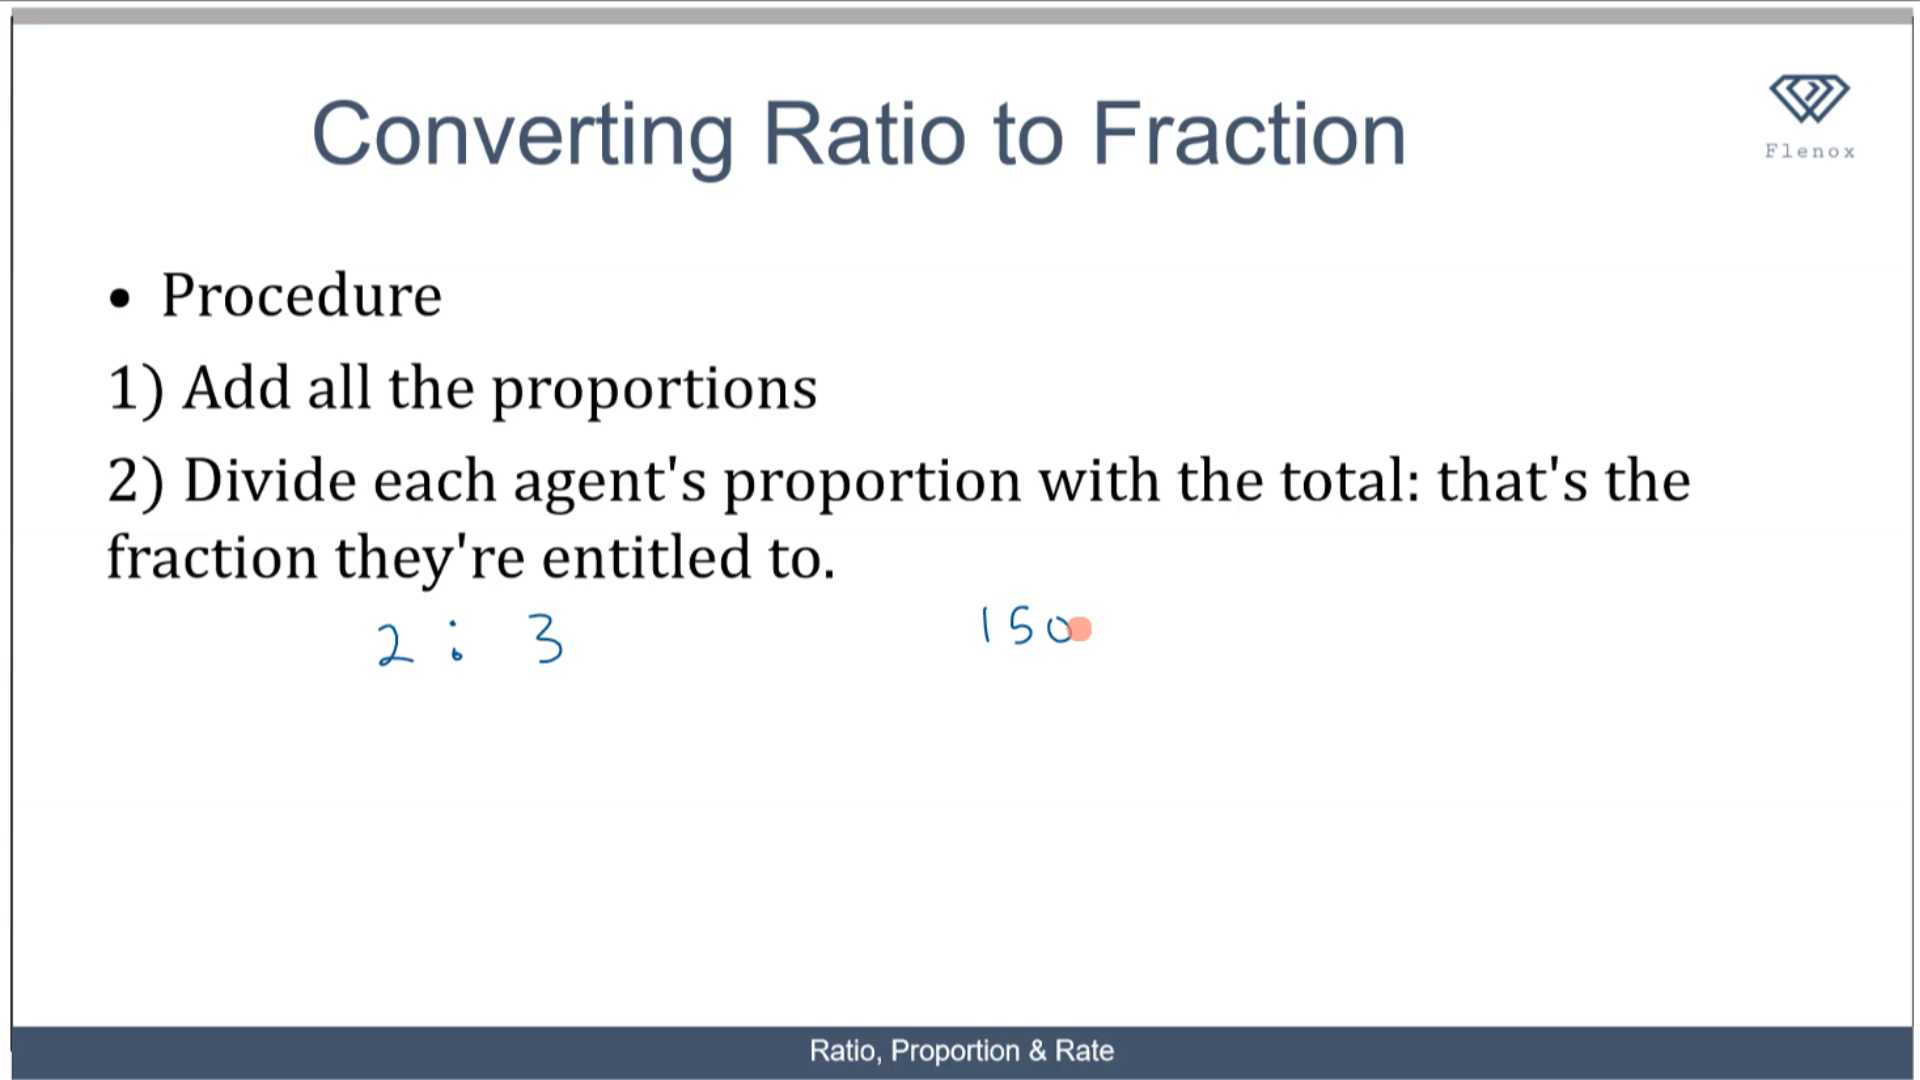 Converting Ratio to Fraction
Flenox
• Procedure
1) Add all the proportions
2) Divide each agent's proportion with the total: that's the
fraction they're entitled to.
2 : 3 150
Ratio, Proportion & Rate